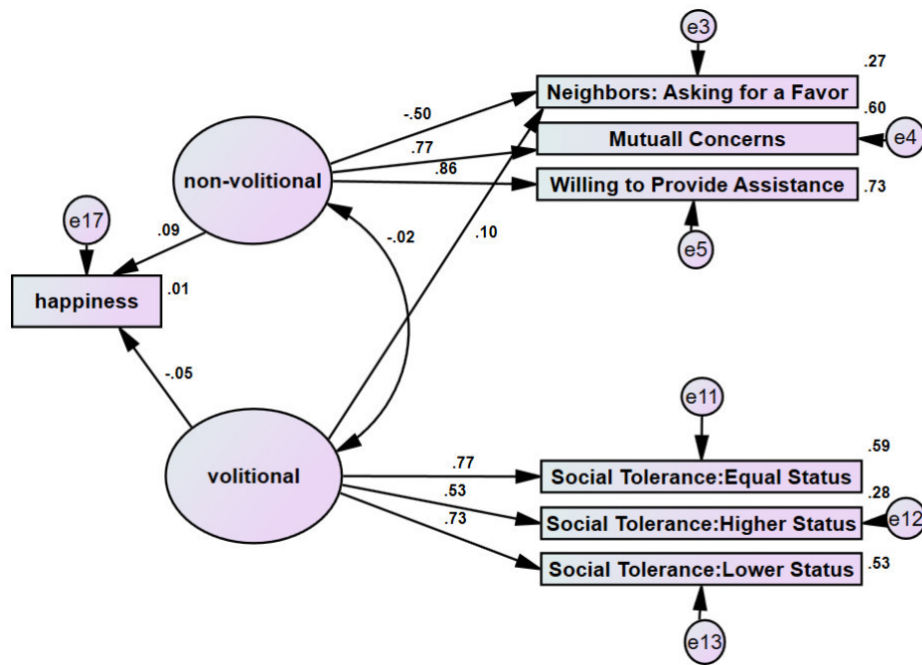 e3
.27
Neighbors: Asking for a Favor
-.50
.60
Mutuall Concerns
e4
.77
.86
Willing to Provide Assistance
.73
non-volitional
e17
.09
-.02
.10
e5
happiness
.01
-.05
e11
.59
volitional
.77
Social Tolerance:Equal Status
.28
.53
Social Tolerance:Higher Status
e12
.73
Social Tolerance:Lower Status
.53
e13